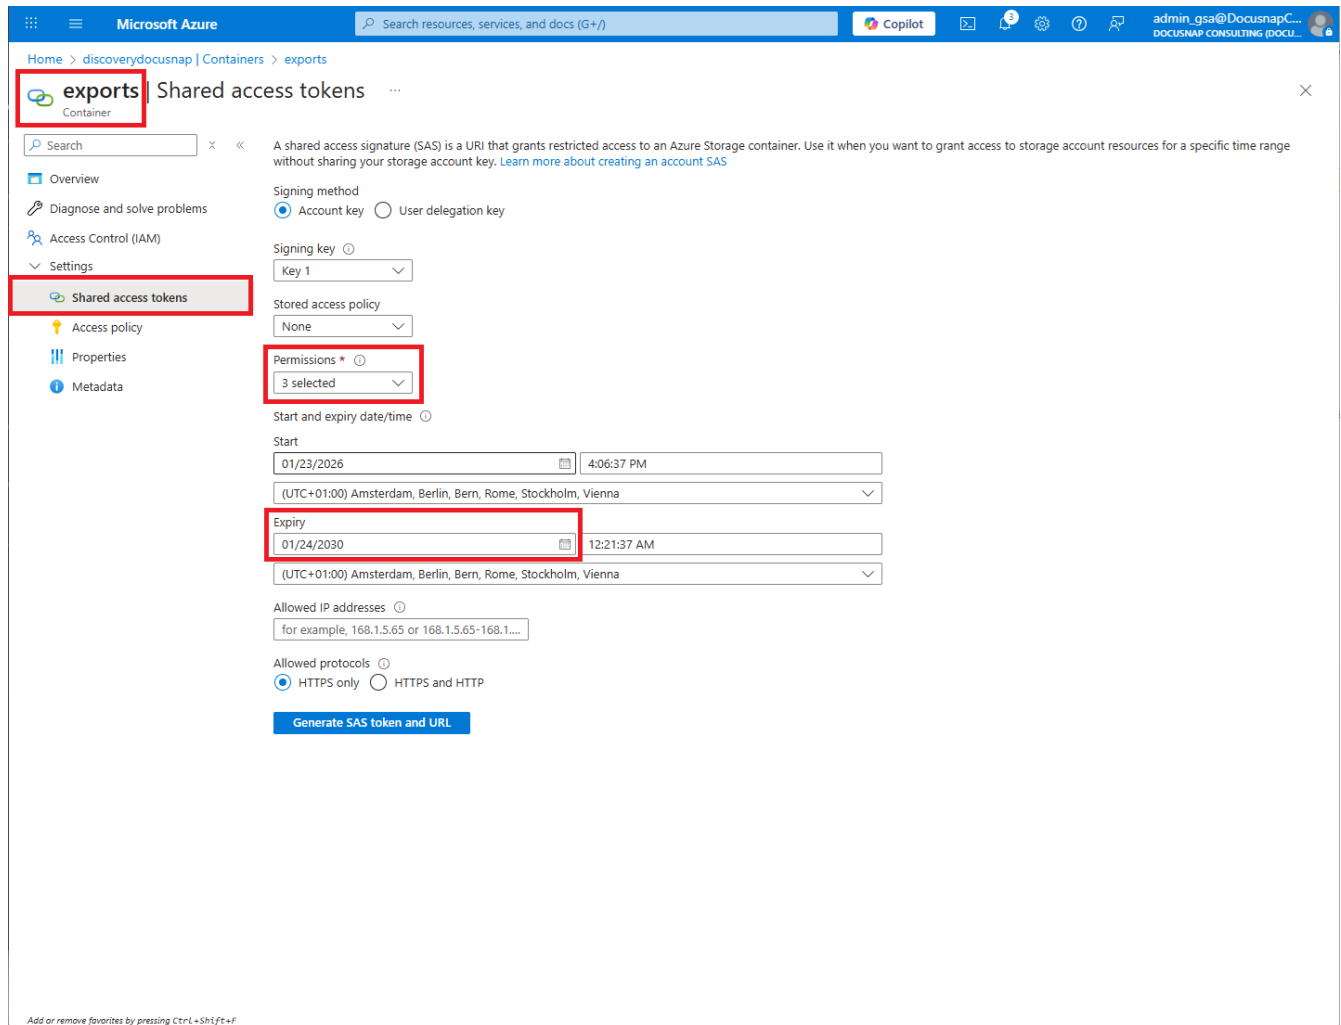 Microsoft Azure
Search resources, services, and docs (G+/)
Copilot
3
admin_gsa@DocusnapC...
DOCUSNAP CONSULTING (DOCU...
Home > discoverydocusnap | Containers > exports
exports | Shared access tokens ...
Container
Search
A shared access signature (SAS) is a URI that grants restricted access to an Azure Storage container. Use it when you want to grant access to storage account resources for a specific time range
without sharing your storage account key. Learn more about creating an account SAS
Overview
Diagnose and solve problems
Access Control (IAM)
Settings
Shared access tokens
Access policy
Properties
Metadata
Signing method
Account key
User delegation key
Signing key
Key 1
Stored access policy
None
Permissions *
3 selected
Start and expiry date/time
Start
01/23/2026
4:06:37 PM
(UTC+01:00) Amsterdam, Berlin, Bern, Rome, Stockholm, Vienna
Expiry
01/24/2030
12:21:37 AM
(UTC+01:00) Amsterdam, Berlin, Bern, Rome, Stockholm, Vienna
Allowed IP addresses
for example, 168.1.5.65 or 168.1.5.65-168.1....
Allowed protocols
HTTPS only
HTTPS and HTTP
Generate SAS token and URL
Add or remove favorites by pressing Ctrl+Shift+F